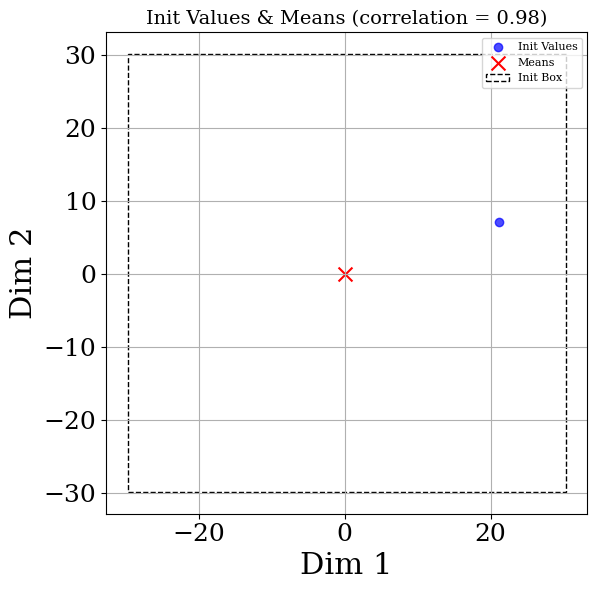 Init Values & Means (correlation = 0.98)
Init Values
Means
Init Box
30
20
10
0
−10
−20
−30
Dim 2
−20 0 20
Dim 1